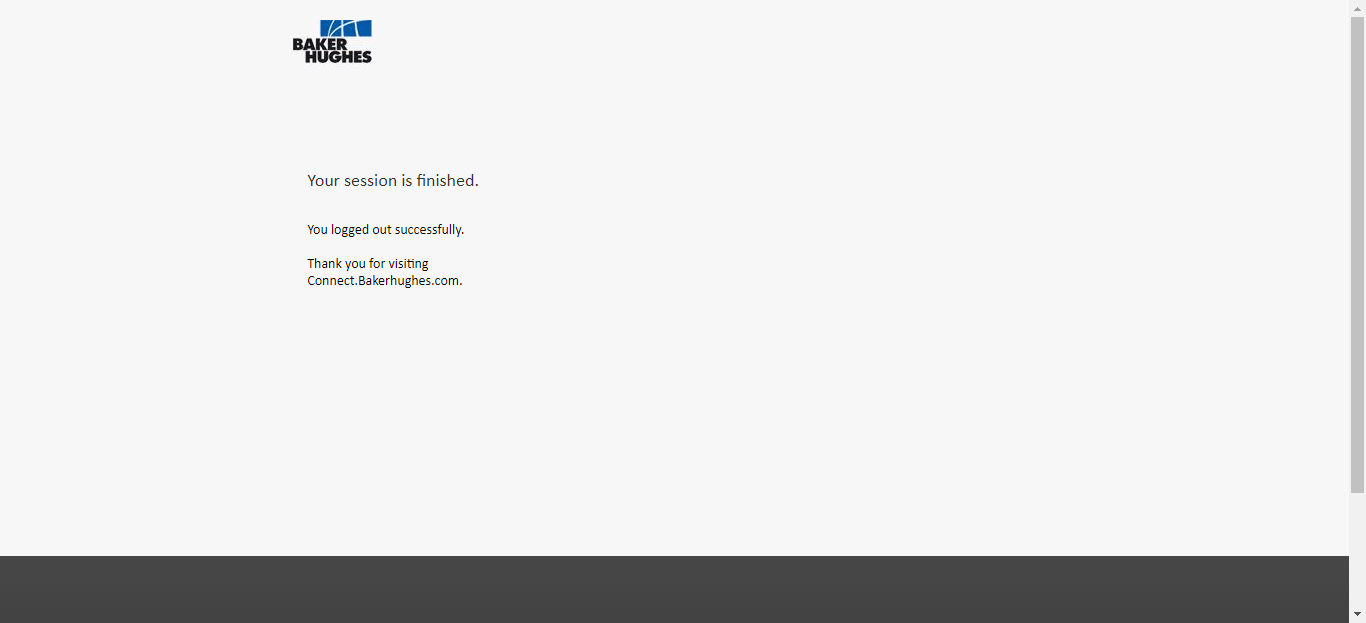 BAKER
HUGHES
Your session is finished.
You logged out successfully.
Thank you for visiting
Connect.Bakerhughes.com.